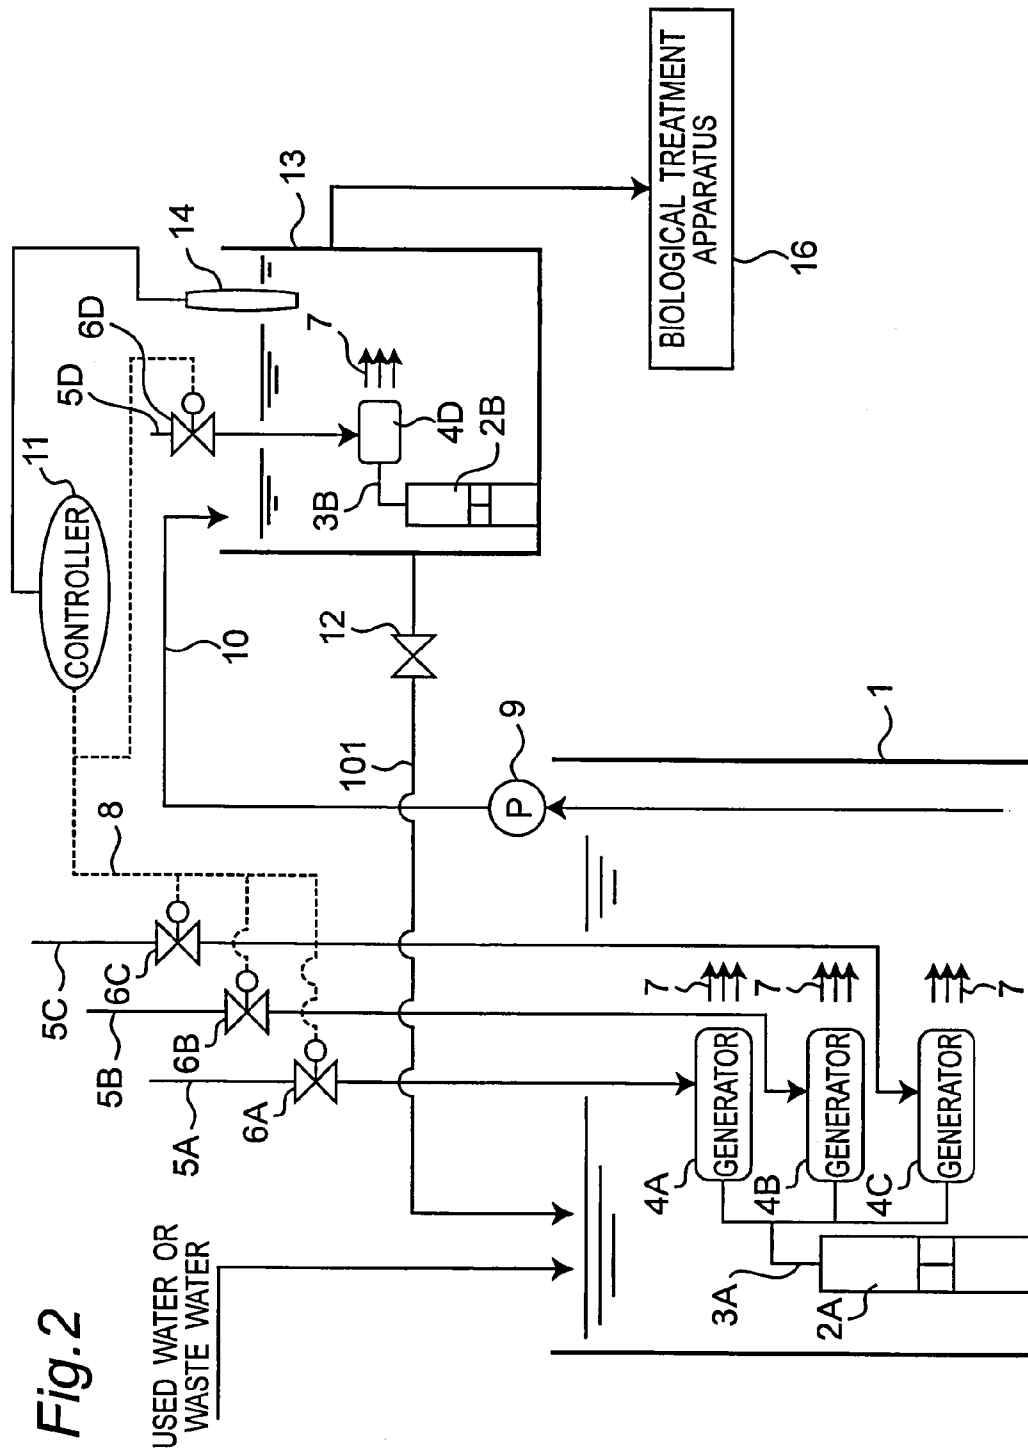 Fig.2
USED WATER OR
WASTE WATER
5A
5B
5C
6A
6B
6C
8
CONTROLLER
11
5D
6D
14
13
10
12
101
9
P
1
7
4D
3B
2B
BIOLOGICAL TREATMENT
APPARATUS
16
4A
GENERATOR
7
4B
GENERATOR
7
4C
GENERATOR
7
3A
2A